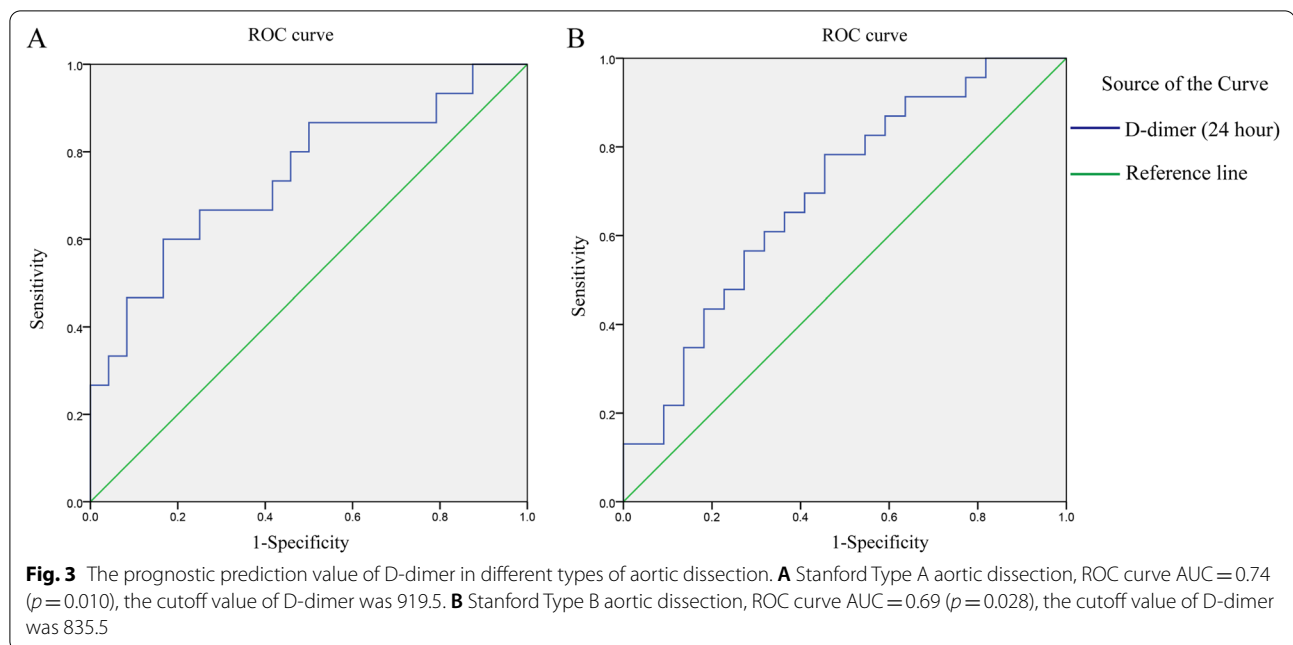 A
ROC curve
1.0
0.8
0.6
0.4
0.2
0.0
Sensitivity
0.0 0.2 0.4 0.6 0.8 1.0
1-Specificity
B
ROC curve
1.0
0.8
0.6
0.4
0.2
0.0
Sensitivity
0.0 0.2 0.4 0.6 0.8 1.0
1-Specificity
Source of the Curve
D-dimer (24 hour)
Reference line
Fig. 3 The prognostic prediction value of D-dimer in different types of aortic dissection. A Stanford Type A aortic dissection, ROC curve AUC = 0.74
(p = 0.010), the cutoff value of D-dimer was 919.5. B Stanford Type B aortic dissection, ROC curve AUC = 0.69 (p = 0.028), the cutoff value of D-dimer
was 835.5